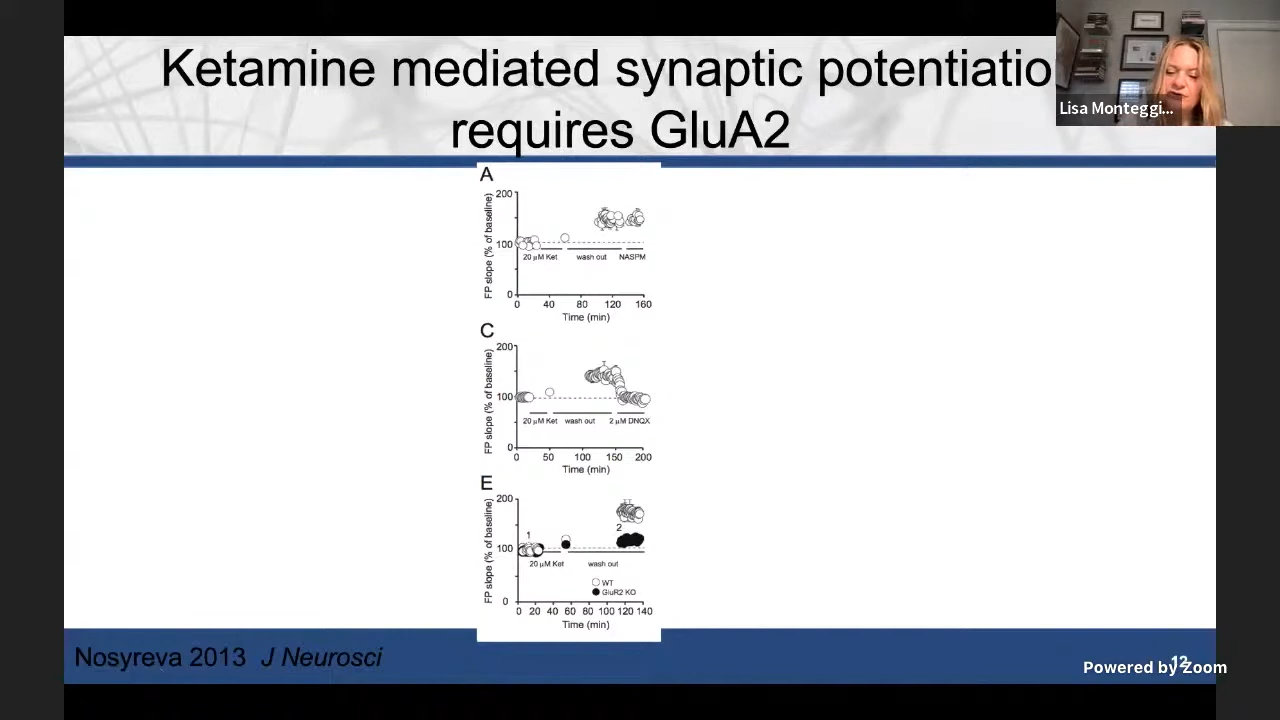 Ketamine mediated synaptic potentiatio
requires GluA2
Lisa Monteggi...
A
FP slope (% of baseline)
200
100
0
20 µM Ket wash out NASPM
0 40 80 120 160
Time (min)
C
FP slope (% of baseline)
200
100
0
20 µM Ket wash out 2 µM DNQX
0 50 100 150 200
Time (min)
E
FP slope (% of baseline)
200
100
0
1
2
20 µM Ket wash out
WT
GluR2 KO
0 20 40 60 80 100 120 140
Time (min)
Nosyreva 2013 J Neurosci
12
Powered by Zoom